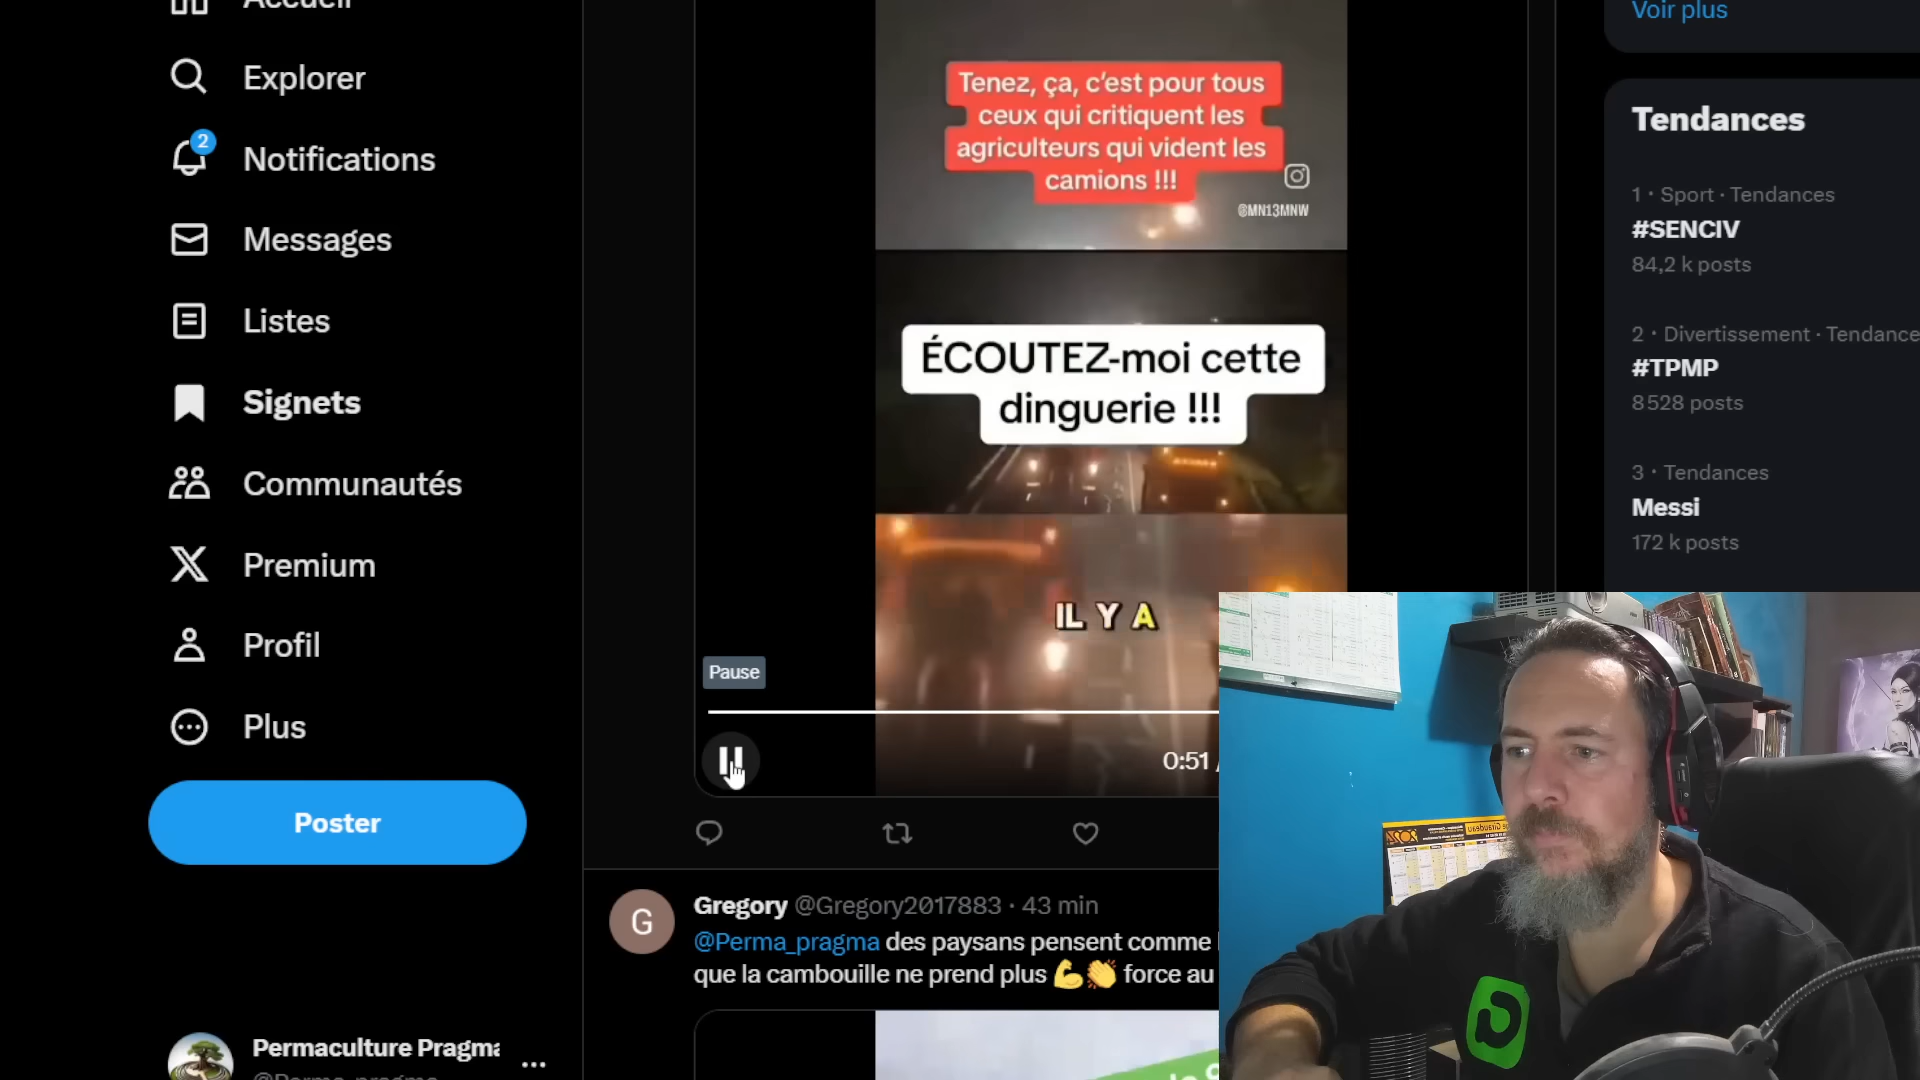 Accueil
Explorer
2
Notifications
Messages
Listes
Signets
Communautés
Premium
Profil
Plus
Poster
Permaculture Pragma
@Perma_pragma
Tenez, ça, c'est pour tous
ceux qui critiquent les
agriculteurs qui vident les
camions !!!
@MN13MNW
ÉCOUTEZ-moi cette
dinguerie !!!
IL Y A
Pause
0:51 /
G
Gregory @Gregory2017883 · 43 min
@Perma_pragma des paysans pensent comme
que la cambouille ne prend plus 💪👏 force au
Voir plus
Tendances
1 · Sport · Tendances
#SENCIV
84,2 k posts
2 · Divertissement · Tendance
#TPMP
8 528 posts
3 · Tendances
Messi
172 k posts